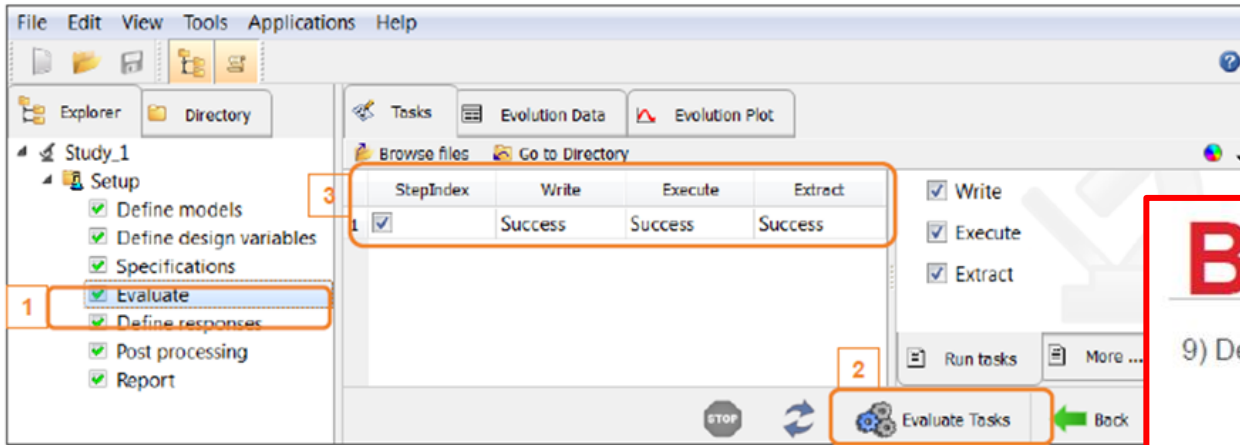 File Edit View Tools Applications Help
Explorer Directory
Tasks Evolution Data Evolution Plot
Study_1
Setup
Define models
Define design variables
Specifications
Evaluate
Define responses
Post processing
Report
1
Browse files Go to Directory
3
StepIndex Write Execute Extract
1 Success Success Success
Write
Execute
Extract
Run tasks More ...
2
STOP Evaluate Tasks Back
B
9) De